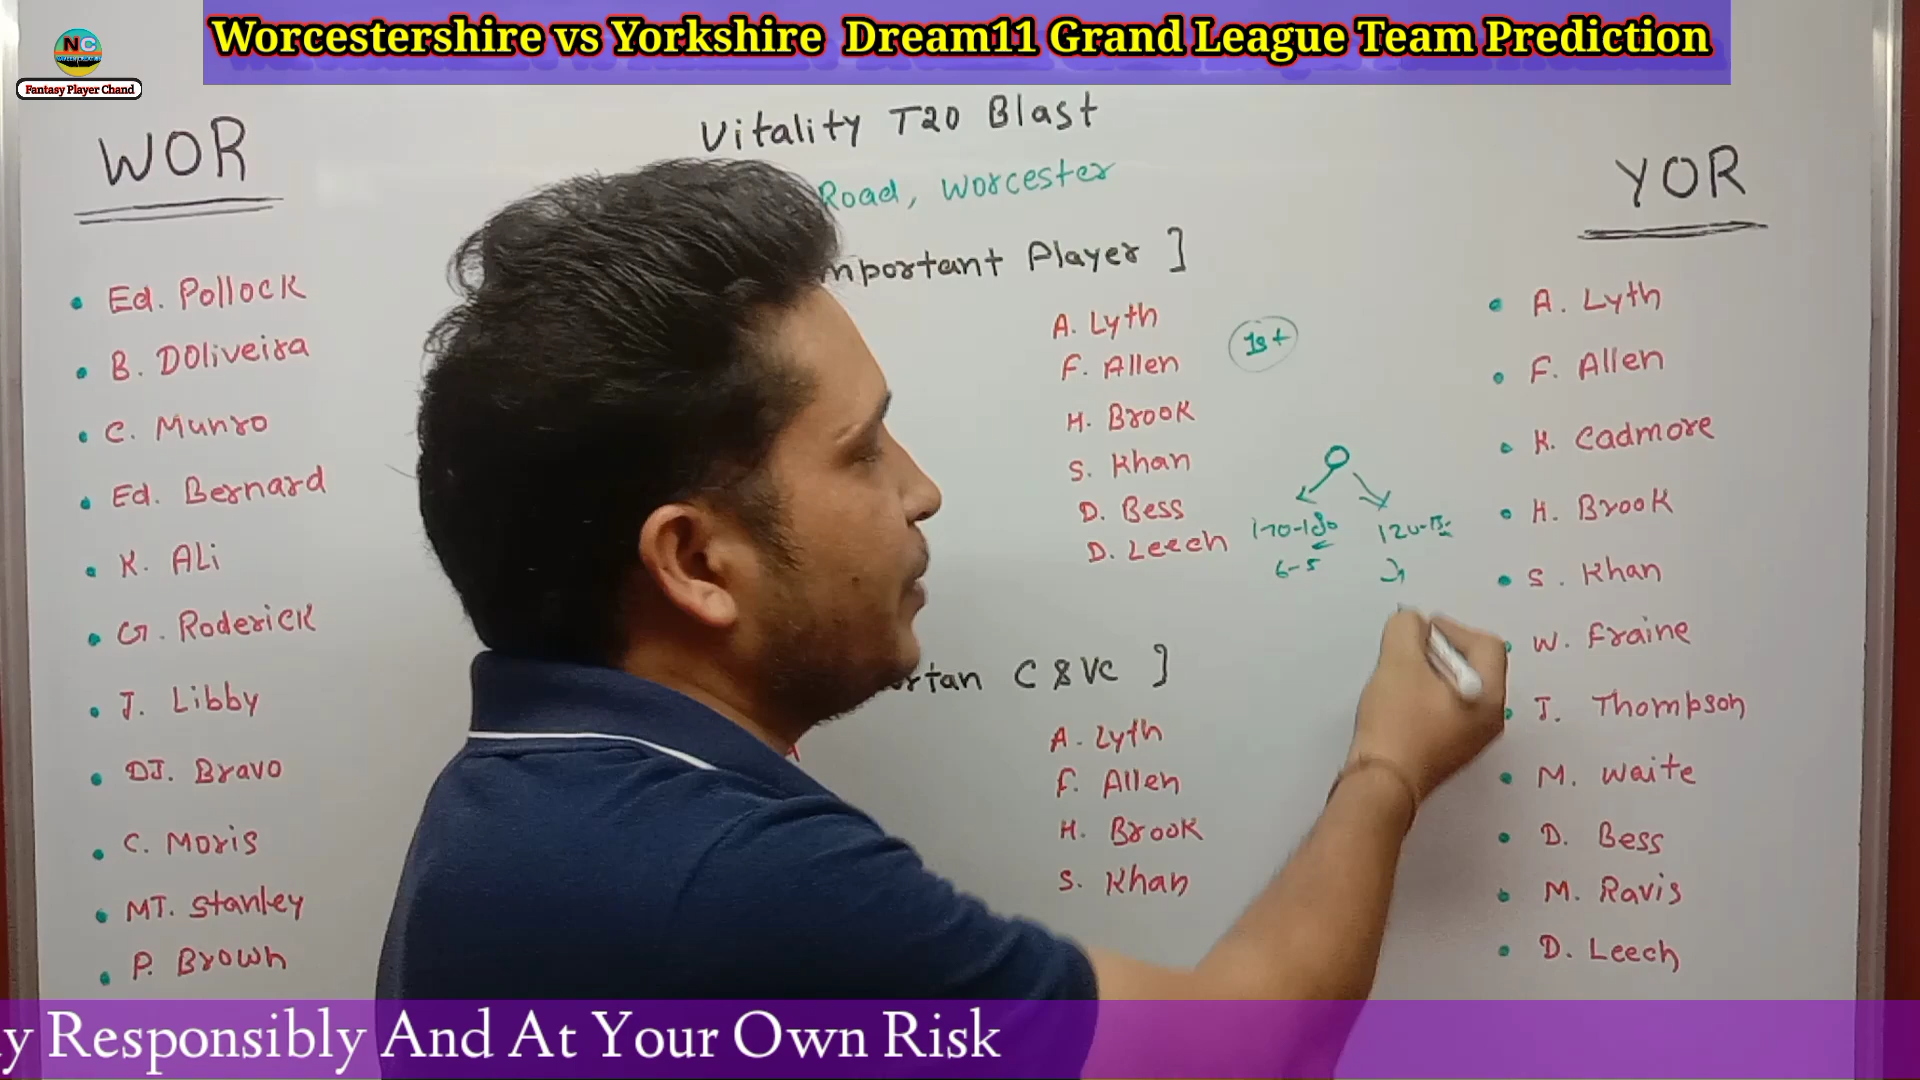 Worcestershire vs Yorkshire Dream11 Grand League Team Prediction
NC
Fantasy Player Chand
Vitality T20 Blast
Road, Worcester
mportant Player ]
A. Lyth
F. Allen
H. Brook
S. Khan
D. Bess
D. Leech
1st
170-180
6-5
rtan C & VC ]
A. Lyth
F. Allen
H. Brook
S. Khan
WOR
Ed. Pollock
B. DOliveira
C. Munro
Ed. Bernard
K. ALi
G. Roderick
J. Libby
DJ. Bravo
C. Moris
MT. Stanley
P. Brown
YOR
A. Lyth
F. Allen
K. Cadmore
H. Brook
S. Khan
W. Fraine
J. Thompson
M. Waite
D. Bess
M. Ravis
D. Leech
y Responsibly And At Your Own Risk